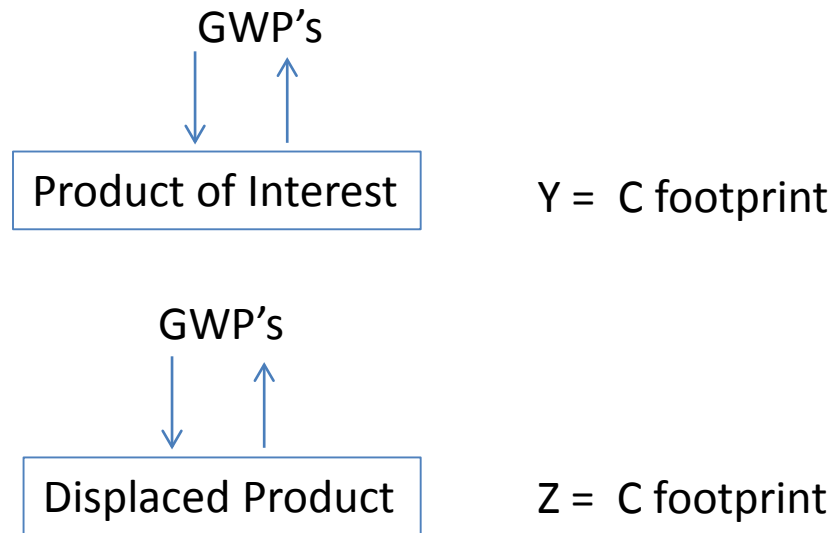 GWP's
Product of Interest
Y = C footprint
GWP's
Displaced Product
Z = C footprint